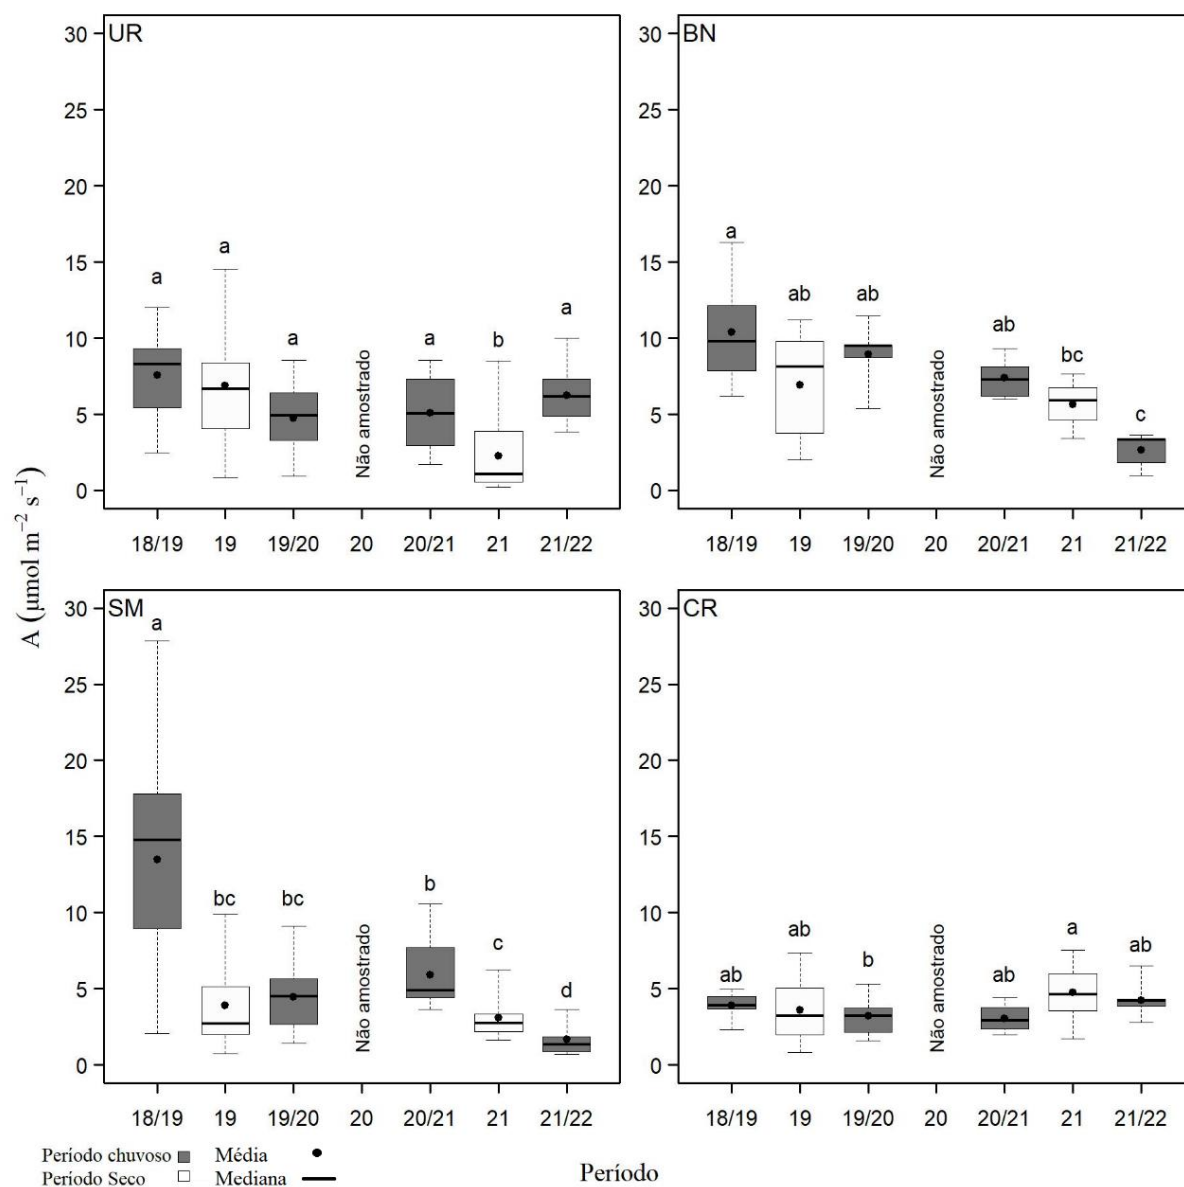 UR
30
25
20
15
10
5
0
a
a
a
Não amostrado
a
b
a
18/19 19 19/20 20 20/21 21 21/22
BN
30
25
20
15
10
5
0
a
ab
ab
Não amostrado
ab
bc
c
18/19 19 19/20 20 20/21 21 21/22
A (µmol m⁻² s⁻¹)
SM
30
25
20
15
10
5
0
a
bc
bc
Não amostrado
b
c
d
18/19 19 19/20 20 20/21 21 21/22
CR
30
25
20
15
10
5
0
ab
ab
b
Não amostrado
ab
a
ab
18/19 19 19/20 20 20/21 21 21/22
Período chuvoso Média
Período Seco Mediana
Período